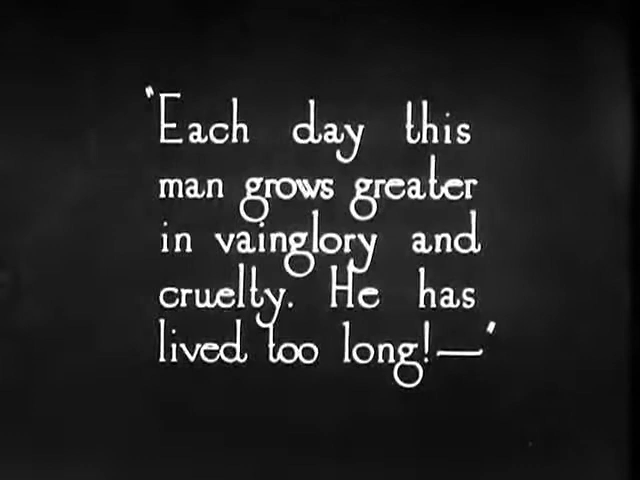 'Each day this
man grows greater
in vainglory and
cruelty. He has
lived too long!—'